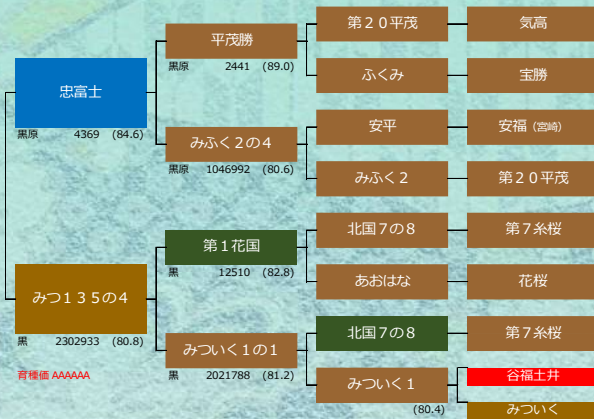 忠富士
黒原 4369 (84.6)
みつ１３５の４
黒 2302933 (80.8)
育種価 AAAAAA
平茂勝
黒原 2441 (89.0)
みふく２の４
黒原 1046992 (80.6)
第１花国
黒 12510 (82.8)
みついく１の１
黒 2021788 (81.2)
第２０平茂
ふくみ
安平
みふく２
北国７の８
あおはな
北国７の８
みついく１
(80.4)
気高
宝勝
安福 (宮崎)
第２０平茂
第７糸桜
花桜
第７糸桜
谷福土井
みついく